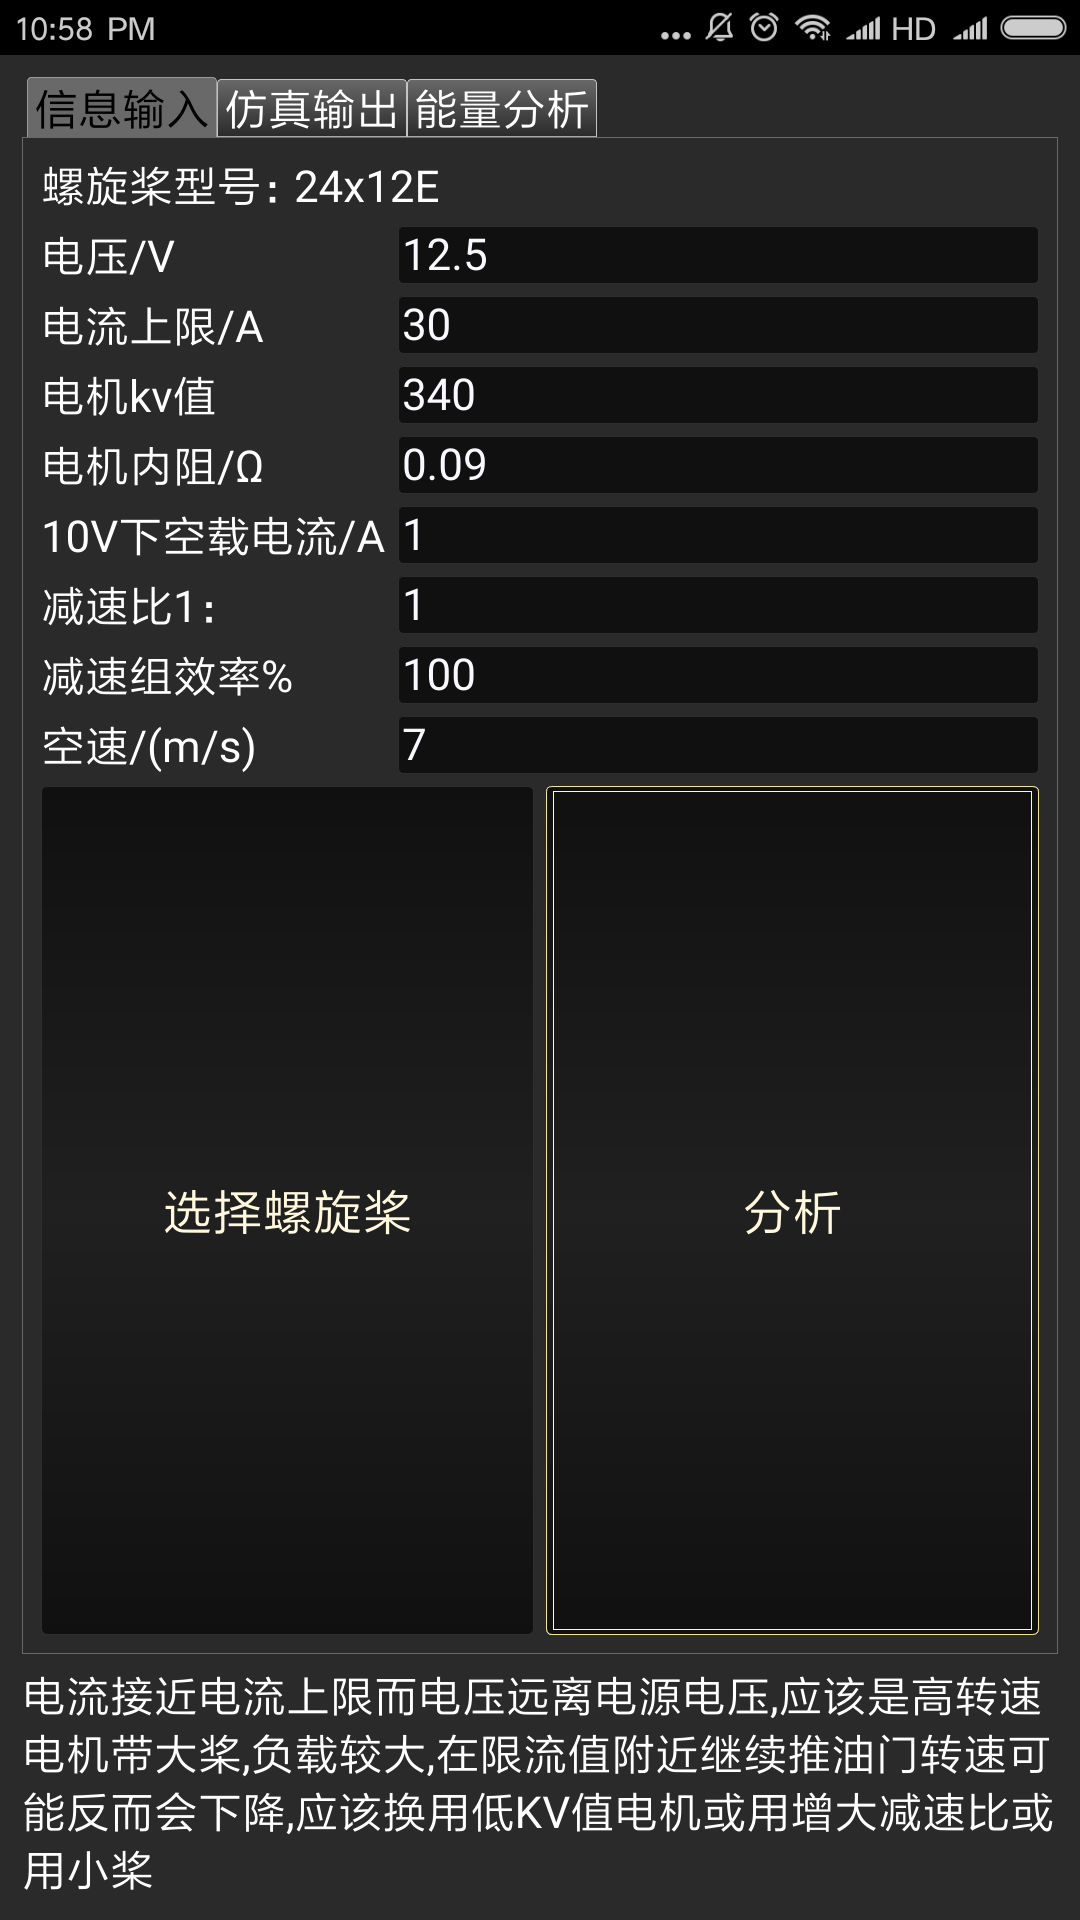 10:58 PM
HD
信息输入 仿真输出 能量分析
螺旋桨型号：24x12E
电压/V 12.5
电流上限/A 30
电机kv值 340
电机内阻/Ω 0.09
10V下空载电流/A 1
减速比1： 1
减速组效率% 100
空速/(m/s) 7
选择螺旋桨 分析
电流接近电流上限而电压远离电源电压,应该是高转速
电机带大桨,负载较大,在限流值附近继续推油门转速可
能反而会下降,应该换用低KV值电机或用增大减速比或
用小桨